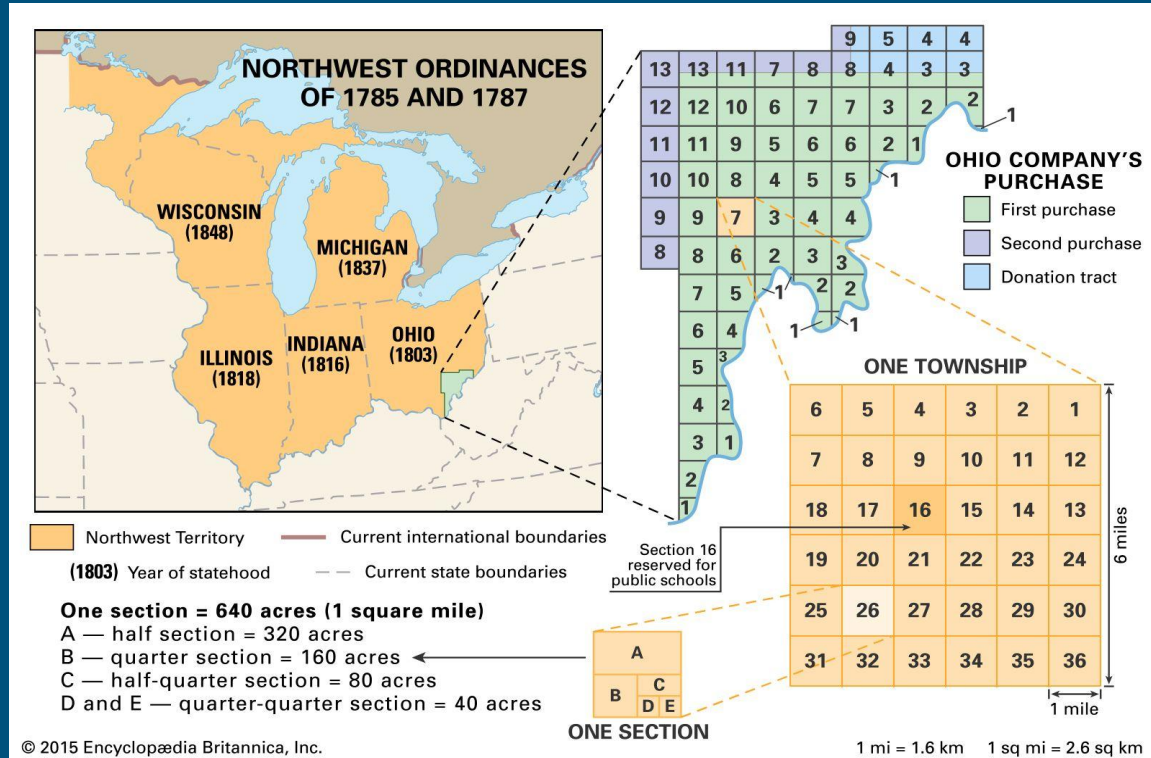 NORTHWEST ORDINANCES
OF 1785 AND 1787
WISCONSIN
(1848)
MICHIGAN
(1837)
ILLINOIS
(1818)
INDIANA
(1816)
OHIO
(1803)
9 5 4 4
13 13 11 7 8 8 4 3 3
12 12 10 6 7 7 3 2 2 1
11 11 9 5 6 6 2 1
10 10 8 4 5 5 1
9 9 7 3 4 4
8 8 6 2 3 3
7 5 1 2 2
6 4 1 1
5 3
4 2
3 1
2
1
OHIO COMPANY'S
PURCHASE
First purchase
Second purchase
Donation tract
ONE TOWNSHIP
6 5 4 3 2 1
7 8 9 10 11 12
18 17 16 15 14 13
19 20 21 22 23 24
25 26 27 28 29 30
31 32 33 34 35 36
6 miles
1 mile
Section 16
reserved for
public schools
Northwest Territory
Current international boundaries
(1803) Year of statehood
Current state boundaries
One section = 640 acres (1 square mile)
A — half section = 320 acres
B — quarter section = 160 acres
C — half-quarter section = 80 acres
D and E — quarter-quarter section = 40 acres
A
B C
D E
ONE SECTION
© 2015 Encyclopædia Britannica, Inc.
1 mi = 1.6 km 1 sq mi = 2.6 sq km